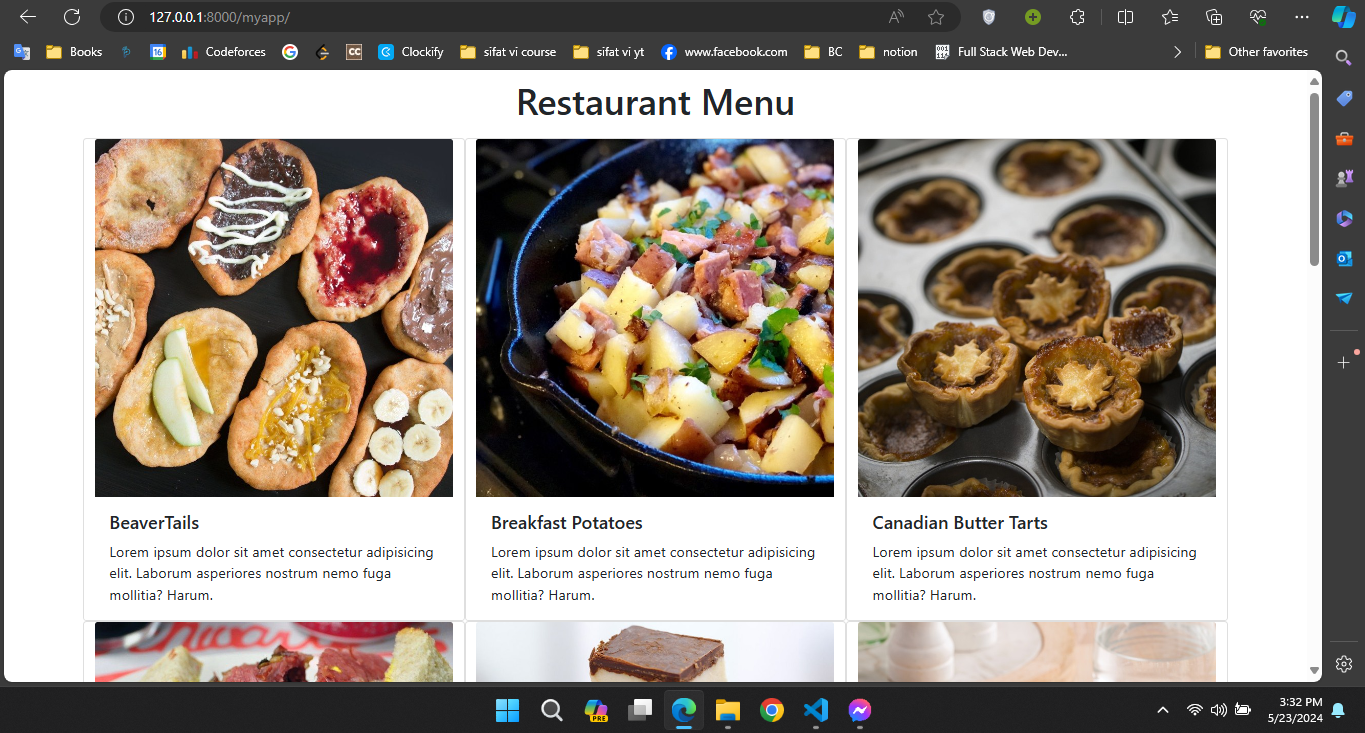 127.0.0.1:8000/myapp/
Books
16
Codeforces
CC
Clockify
sifat vi course
sifat vi yt
www.facebook.com
BC
notion
Full Stack Web Dev...
Other favorites
Restaurant Menu
BeaverTails
Lorem ipsum dolor sit amet consectetur adipisicing
elit. Laborum asperiores nostrum nemo fuga
mollitia? Harum.
Breakfast Potatoes
Lorem ipsum dolor sit amet consectetur adipisicing
elit. Laborum asperiores nostrum nemo fuga
mollitia? Harum.
Canadian Butter Tarts
Lorem ipsum dolor sit amet consectetur adipisicing
elit. Laborum asperiores nostrum nemo fuga
mollitia? Harum.
PRE
3:32 PM
5/23/2024